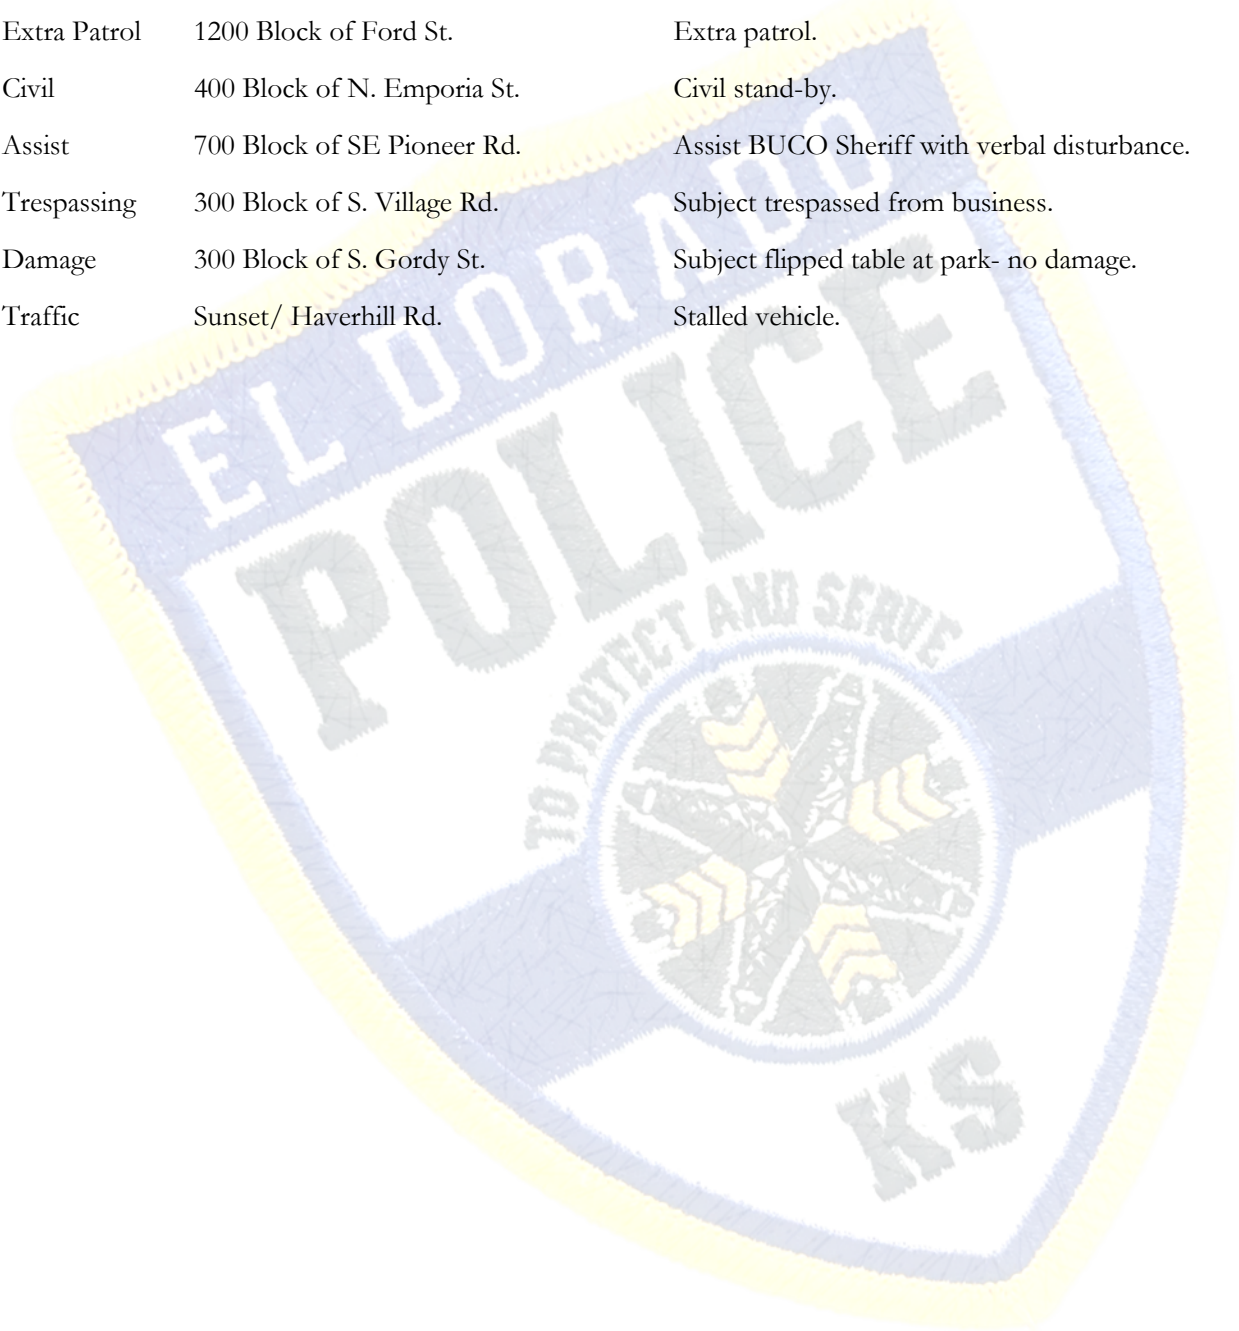 Extra Patrol 1200 Block of Ford St. Extra patrol.
Civil 400 Block of N. Emporia St. Civil stand-by.
Assist 700 Block of SE Pioneer Rd. Assist BUCO Sheriff with verbal disturbance.
Trespassing 300 Block of S. Village Rd. Subject trespassed from business.
Damage 300 Block of S. Gordy St. Subject flipped table at park- no damage.
Traffic Sunset/ Haverhill Rd. Stalled vehicle.
EL DORADO
POLICE
TO PROTECT AND SERVE
KS